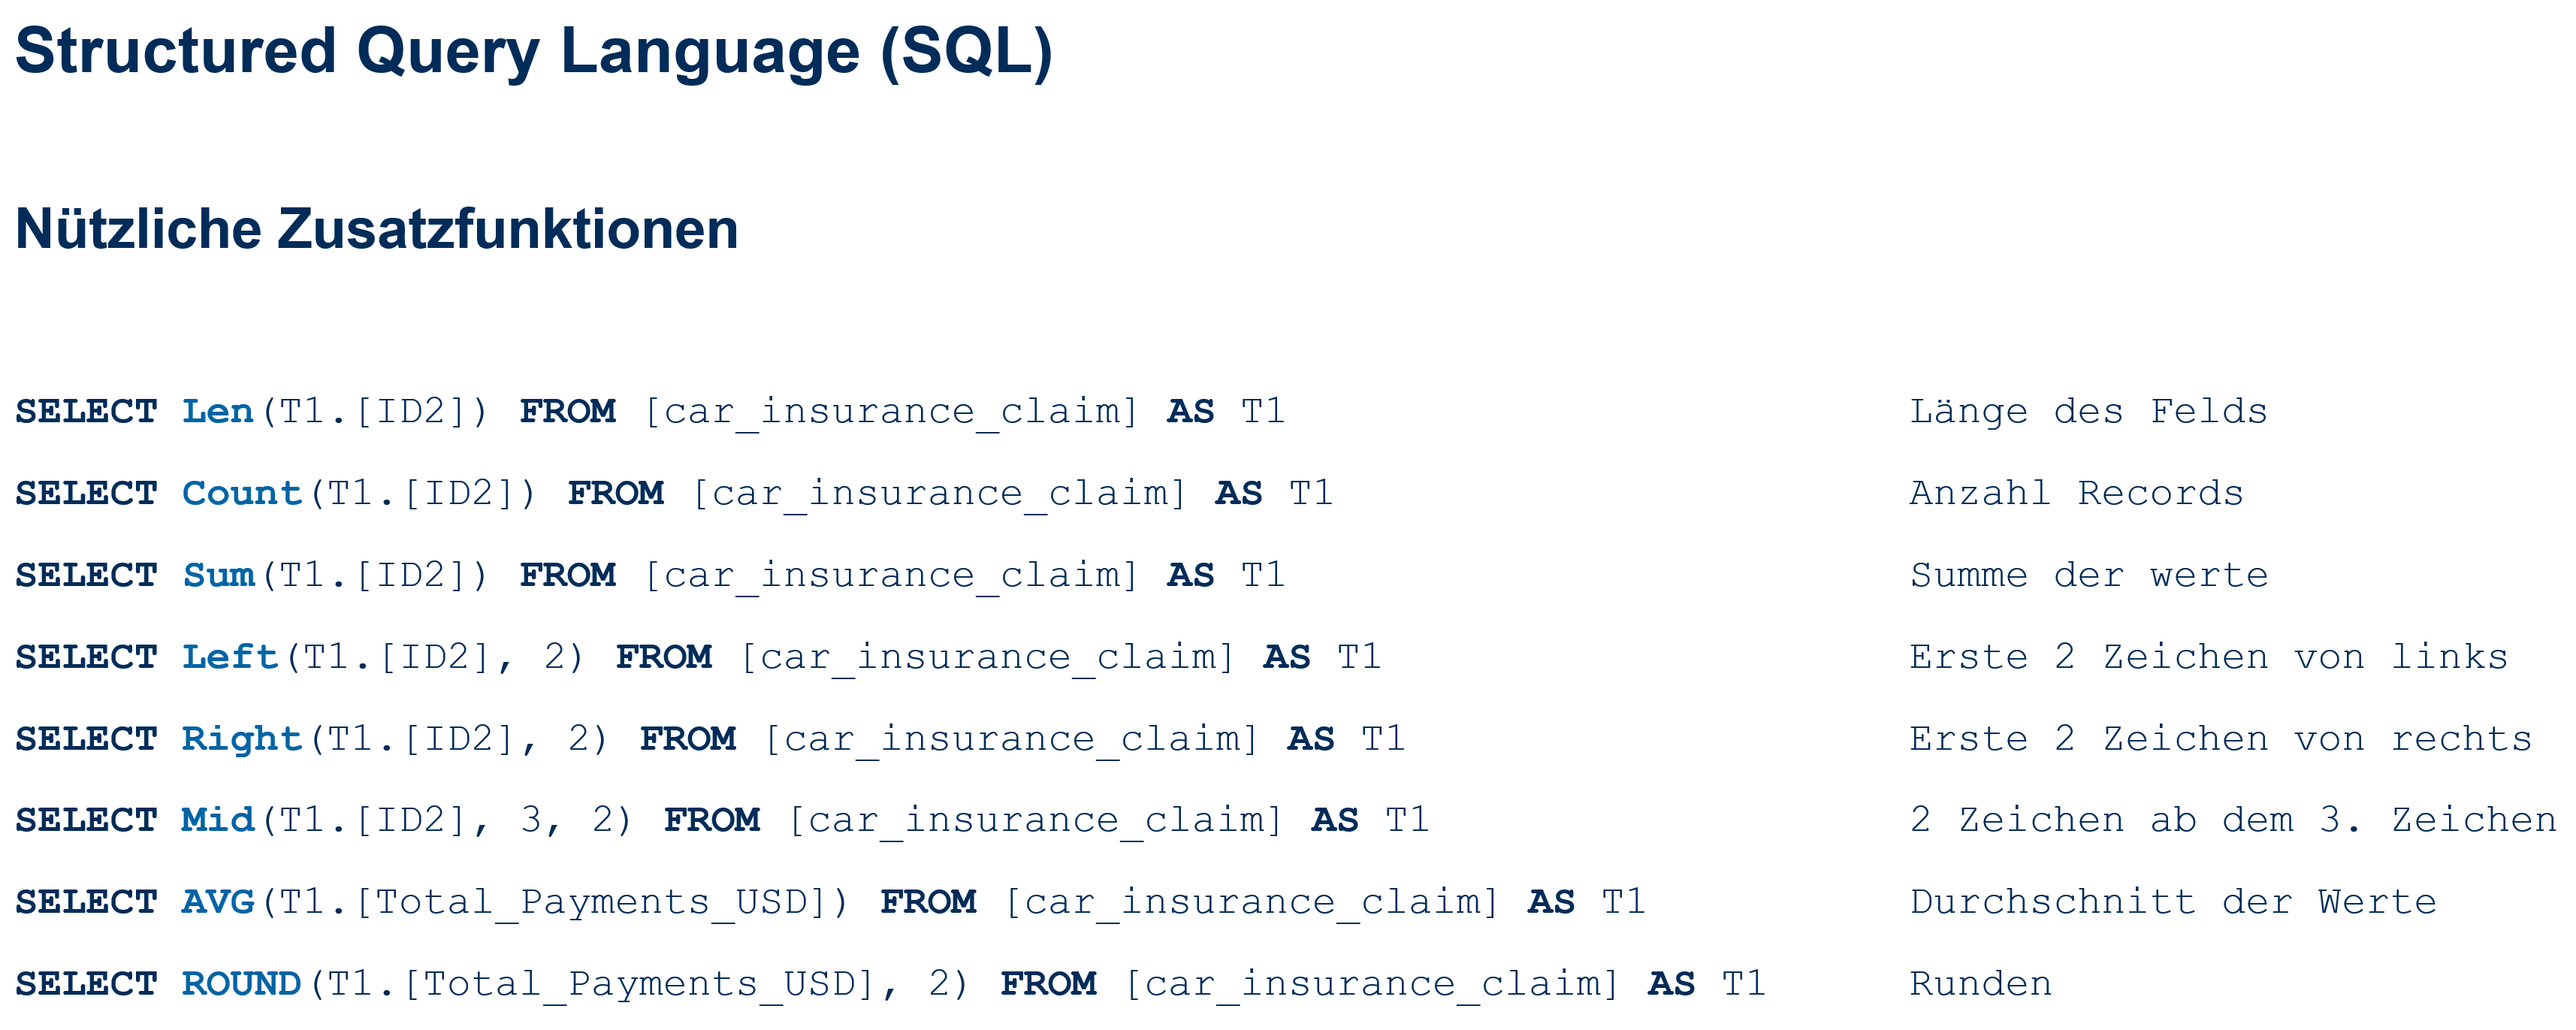 Structured Query Language (SQL)
Nützliche Zusatzfunktionen
SELECT Len(T1.[ID2]) FROM [car_insurance_claim] AS T1 Länge des Felds
SELECT Count(T1.[ID2]) FROM [car_insurance_claim] AS T1 Anzahl Records
SELECT Sum(T1.[ID2]) FROM [car_insurance_claim] AS T1 Summe der werte
SELECT Left(T1.[ID2], 2) FROM [car_insurance_claim] AS T1 Erste 2 Zeichen von links
SELECT Right(T1.[ID2], 2) FROM [car_insurance_claim] AS T1 Erste 2 Zeichen von rechts
SELECT Mid(T1.[ID2], 3, 2) FROM [car_insurance_claim] AS T1 2 Zeichen ab dem 3. Zeichen
SELECT AVG(T1.[Total_Payments_USD]) FROM [car_insurance_claim] AS T1 Durchschnitt der Werte
SELECT ROUND(T1.[Total_Payments_USD], 2) FROM [car_insurance_claim] AS T1 Runden